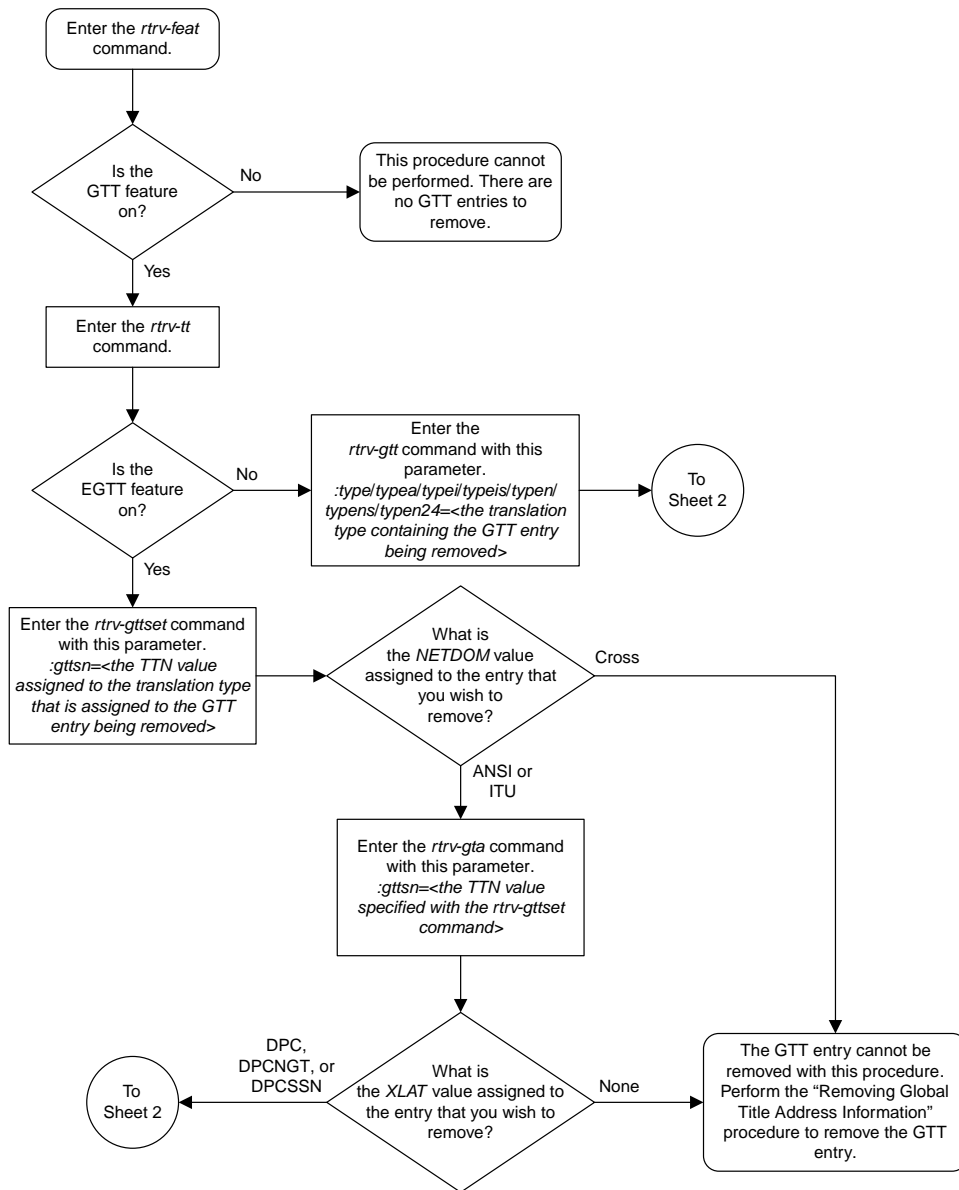 Enter the rtrv-feat
command.
Is the
GTT feature
on?
No
This procedure cannot
be performed. There are
no GTT entries to
remove.
Yes
Enter the rtrv-tt
command.
Is the
EGTT feature
on?
No
Enter the
rtrv-gtt command with this
parameter.
:type/typea/typei/typeis/typen/
typens/typen24=<the translation
type containing the GTT entry
being removed>
To
Sheet 2
Yes
Enter the rtrv-gttset command
with this parameter.
:gttsn=<the TTN value
assigned to the translation type
that is assigned to the GTT
entry being removed>
What is
the NETDOM value
assigned to the entry that
you wish to
remove?
Cross
ANSI or
ITU
Enter the rtrv-gta command
with this parameter.
:gttsn=<the TTN value
specified with the rtrv-gttset
command>
What is
the XLAT value assigned to
the entry that you wish to
remove?
DPC,
DPCNGT, or
DPCSSN
To
Sheet 2
None
The GTT entry cannot be
removed with this procedure.
Perform the “Removing Global
Title Address Information”
procedure to remove the GTT
entry.